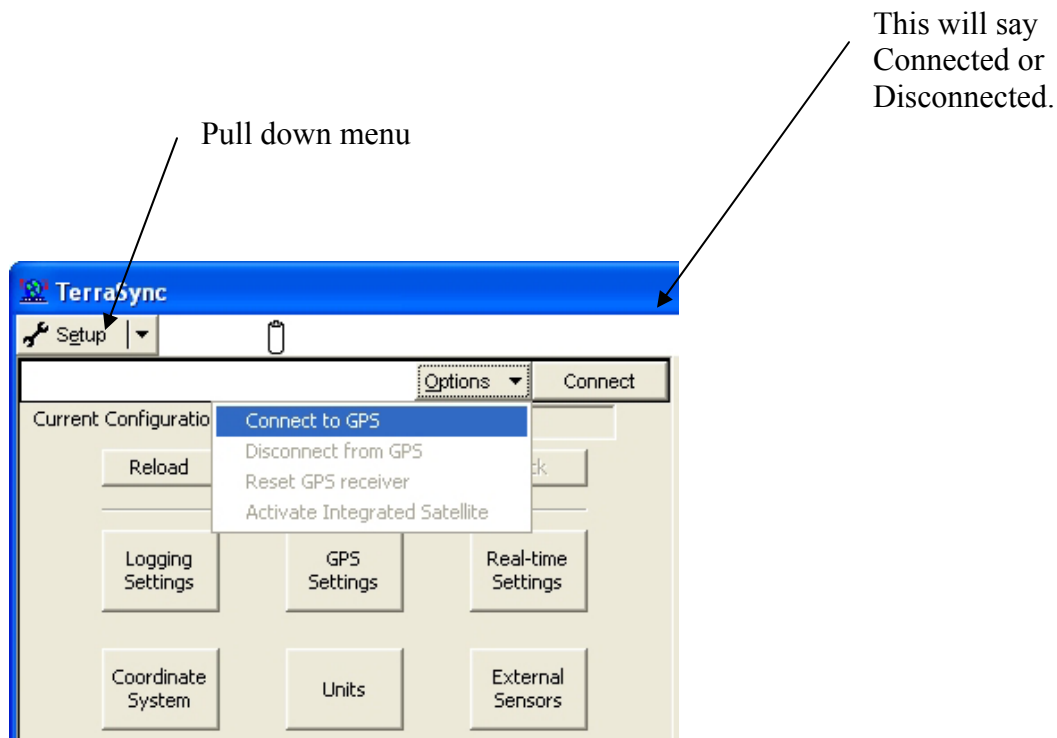 This will say
Connected or
Disconnected.
Pull down menu
TerraSync
Setup
Options
Connect
Current Configuratio
Connect to GPS
Disconnect from GPS
Reset GPS receiver
Activate Integrated Satellite
Reload
Logging
Settings
GPS
Settings
Real-time
Settings
Coordinate
System
Units
External
Sensors